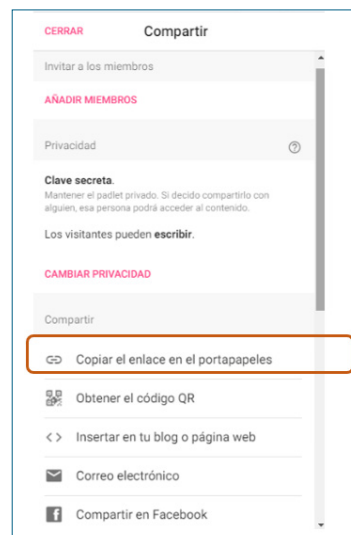 CERRAR Compartir
Invitar a los miembros
AÑADIR MIEMBROS
Privacidad
Clave secreta.
Mantener el padlet privado. Si decido compartirlo con
alguien, esa persona podrá acceder al contenido.
Los visitantes pueden escribir.
CAMBIAR PRIVACIDAD
Compartir
Copiar el enlace en el portapapeles
Obtener el código QR
Insertar en tu blog o página web
Correo electrónico
Compartir en Facebook